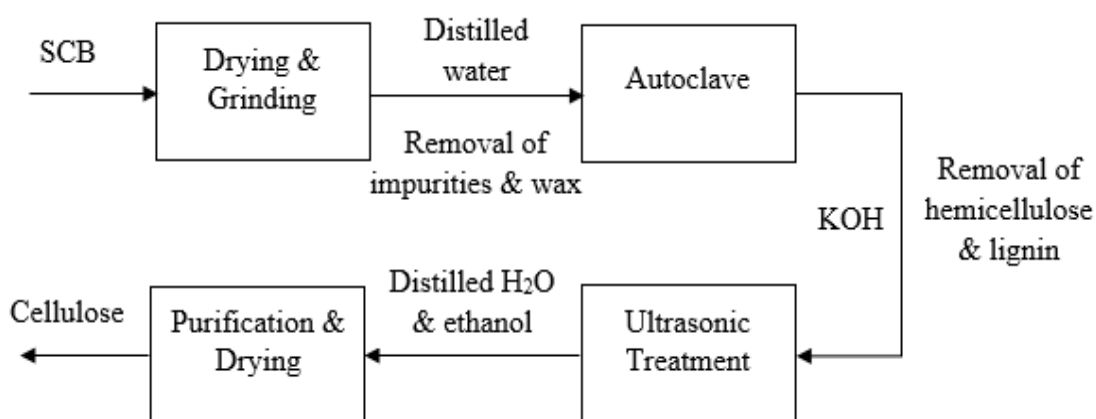 SCB
Drying &
Grinding
Distilled
water
Removal of
impurities & wax
Autoclave
KOH
Removal of
hemicellulose
& lignin
Ultrasonic
Treatment
Distilled H₂O
& ethanol
Purification &
Drying
Cellulose